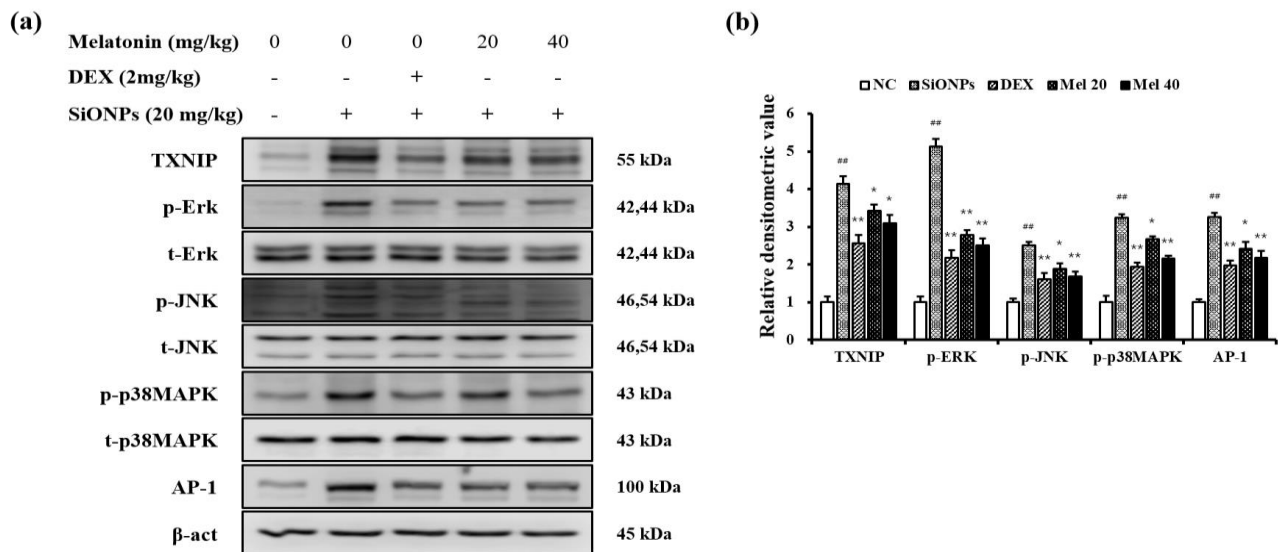 (a)
Melatonin (mg/kg) 0 0 0 20 40
DEX (2mg/kg) - - + - -
SiONPs (20 mg/kg) - + + + +
TXNIP 55 kDa
p-Erk 42,44 kDa
t-Erk 42,44 kDa
p-JNK 46,54 kDa
t-JNK 46,54 kDa
p-p38MAPK 43 kDa
t-p38MAPK 43 kDa
AP-1 100 kDa
β-act 45 kDa
(b)
NC SiONPs DEX Mel 20 Mel 40
Relative densitometric value
6
5
4
3
2
1
0
## ** * *
## ** ** **
## ** * **
## ** * **
## ** * **
TXNIP p-ERK p-JNK p-p38MAPK AP-1